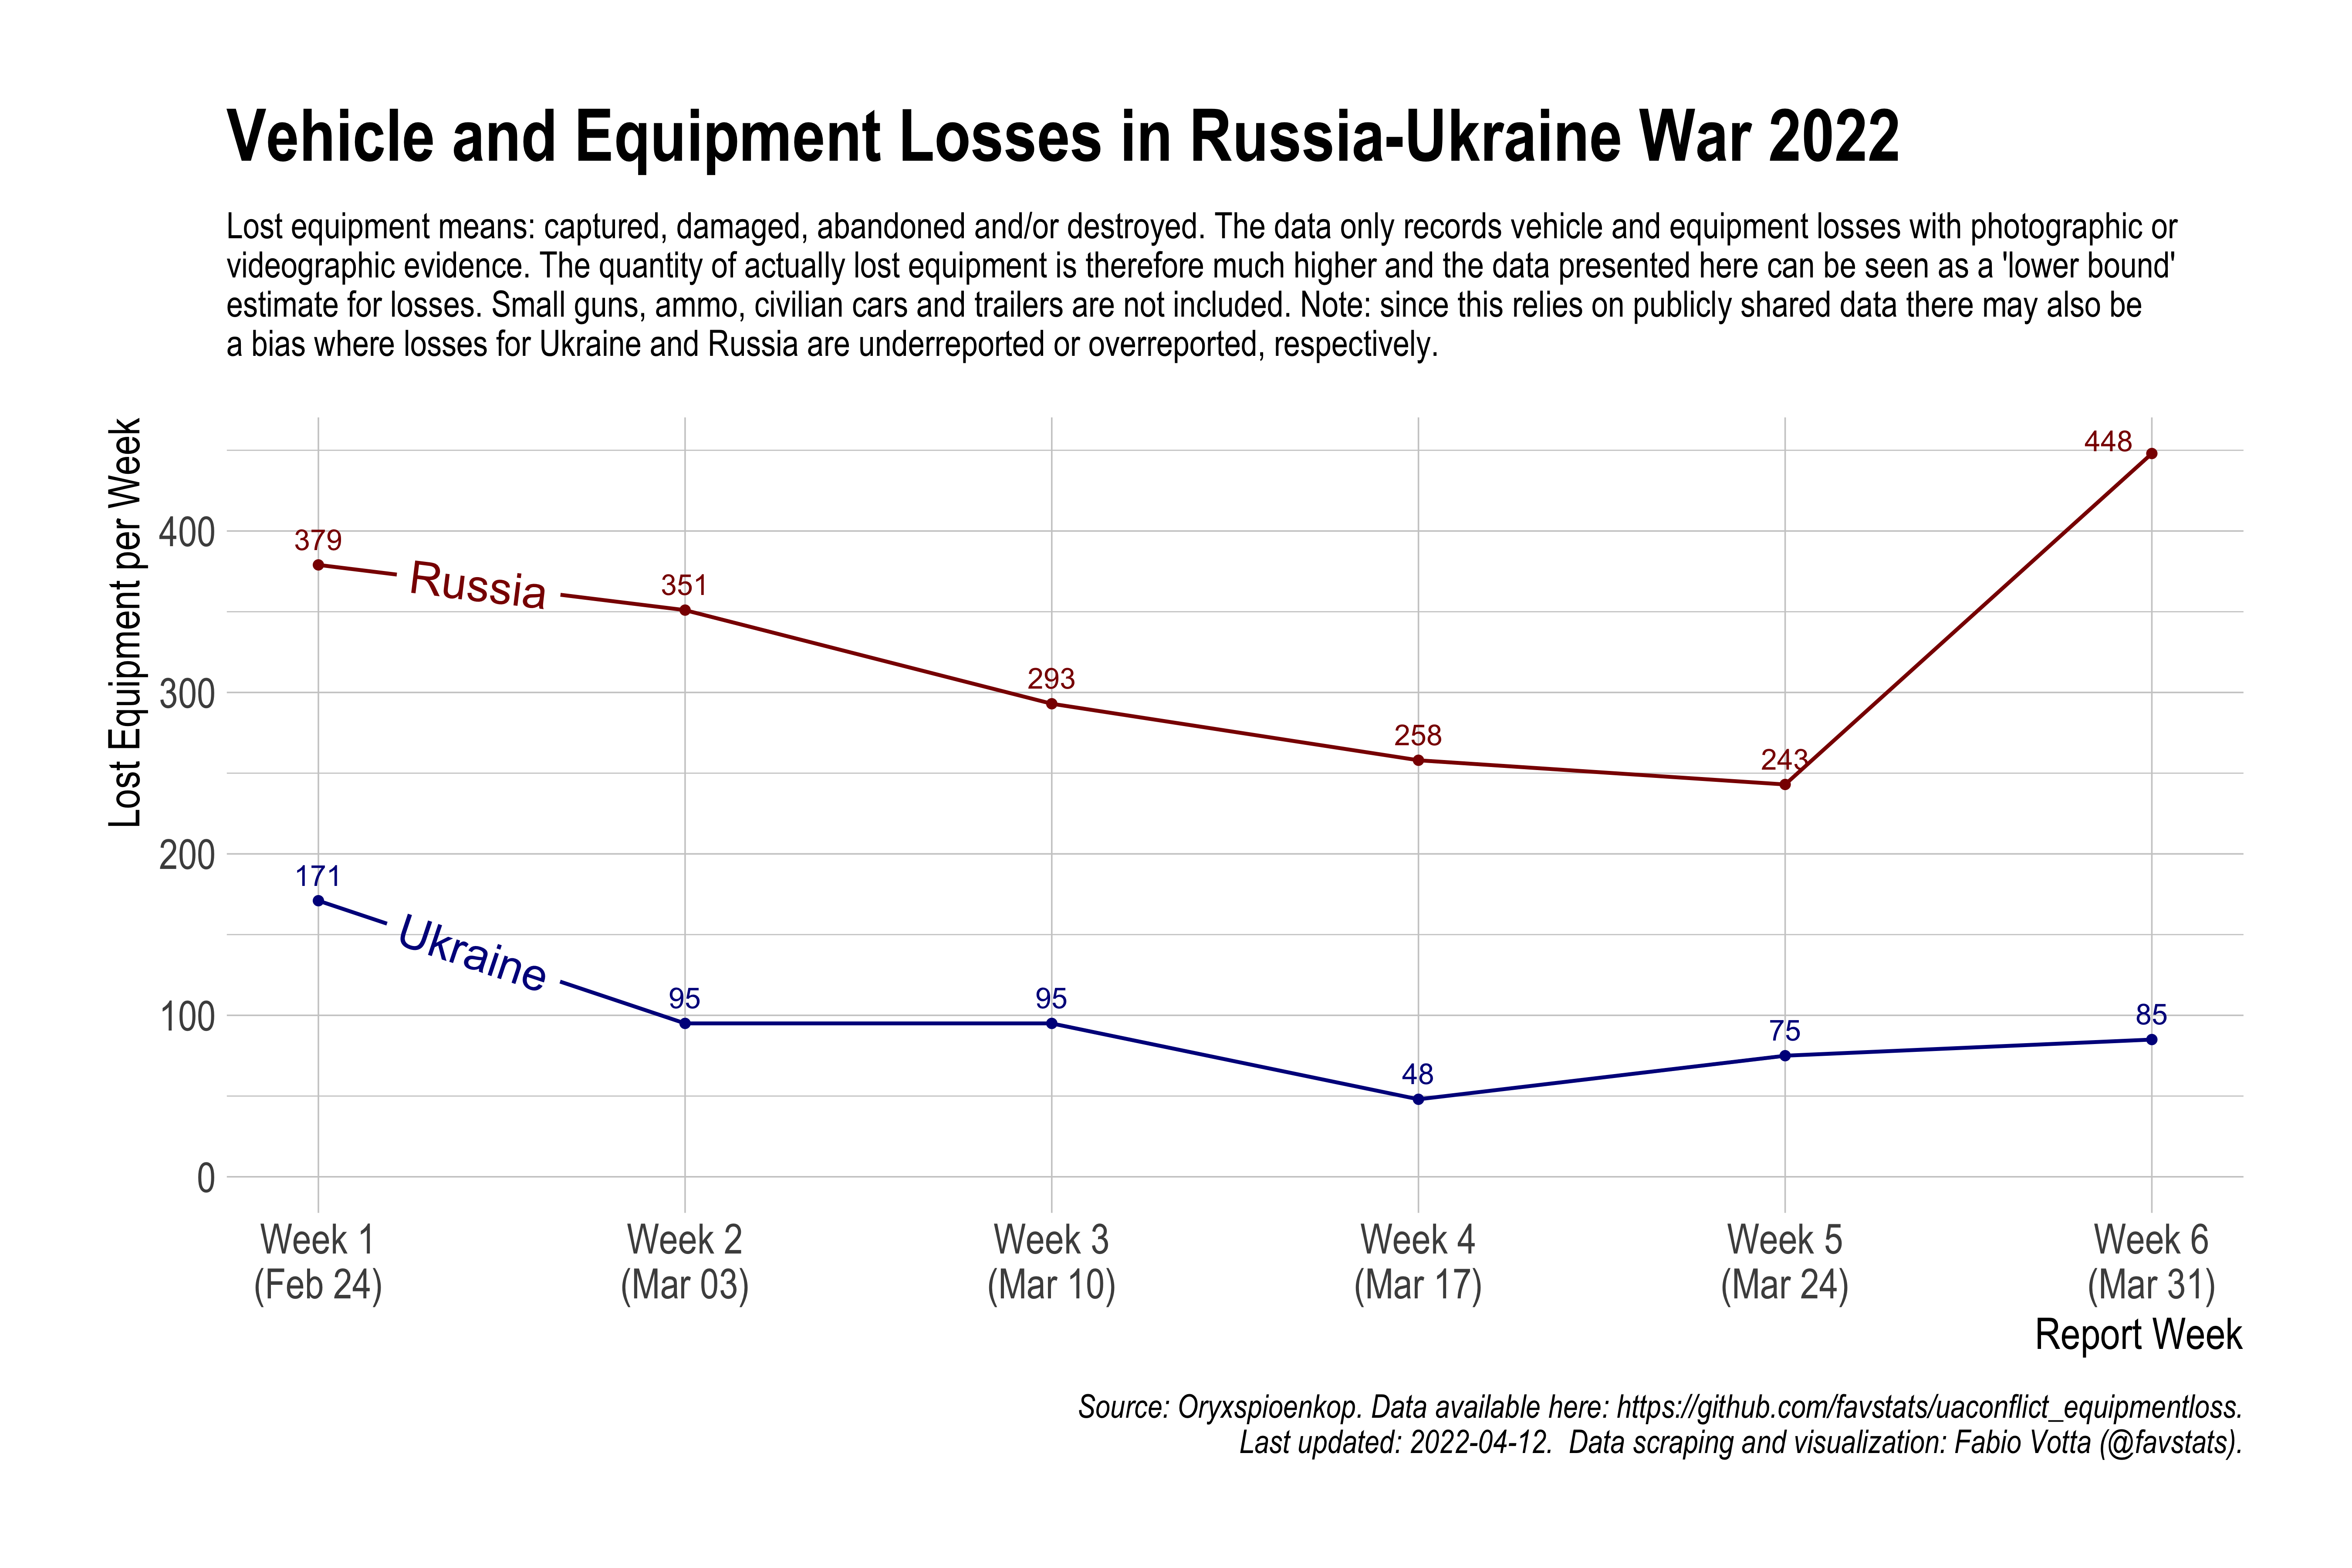 Vehicle and Equipment Losses in Russia-Ukraine War 2022
Lost equipment means: captured, damaged, abandoned and/or destroyed. The data only records vehicle and equipment losses with photographic or
videographic evidence. The quantity of actually lost equipment is therefore much higher and the data presented here can be seen as a 'lower bound'
estimate for losses. Small guns, ammo, civilian cars and trailers are not included. Note: since this relies on publicly shared data there may also be
a bias where losses for Ukraine and Russia are underreported or overreported, respectively.
Lost Equipment per Week
400
300
200
100
0
379
Russia
351
293
258
243
448
171
Ukraine
95
95
48
75
85
Week 1
(Feb 24)
Week 2
(Mar 03)
Week 3
(Mar 10)
Week 4
(Mar 17)
Week 5
(Mar 24)
Week 6
(Mar 31)
Report Week
Source: Oryxspioenkop. Data available here: https://github.com/favstats/uaconflict_equipmentloss.
Last updated: 2022-04-12.  Data scraping and visualization: Fabio Votta (@favstats).